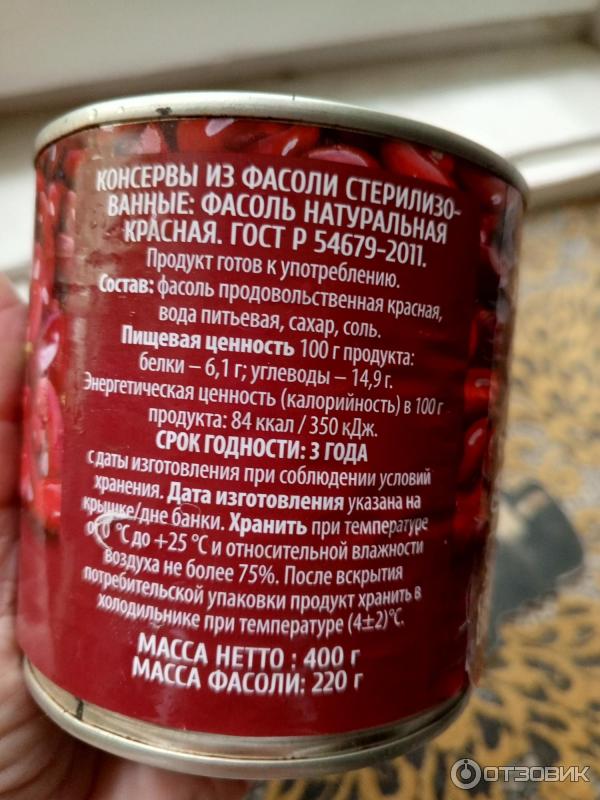 КОНСЕРВЫ ИЗ ФАСОЛИ СТЕРИЛИЗО-
ВАННЫЕ: ФАСОЛЬ НАТУРАЛЬНАЯ
КРАСНАЯ. ГОСТ Р 54679-2011.
Продукт готов к употреблению.
Состав: фасоль продовольственная красная,
вода питьевая, сахар, соль.
Пищевая ценность 100 г продукта:
белки – 6,1 г; углеводы – 14,9 г.
Энергетическая ценность (калорийность) в 100 г
продукта: 84 ккал / 350 кДж.
СРОК ГОДНОСТИ: 3 ГОДА
с даты изготовления при соблюдении условий
хранения. Дата изготовления указана на
крышке/дне банки. Хранить при температуре
от 0 °С до +25 °С и относительной влажности
воздуха не более 75%. После вскрытия
потребительской упаковки продукт хранить в
холодильнике при температуре (4±2)°С.
МАССА НЕТТО : 400 г
МАССА ФАСОЛИ: 220 г
ОТЗОВИК